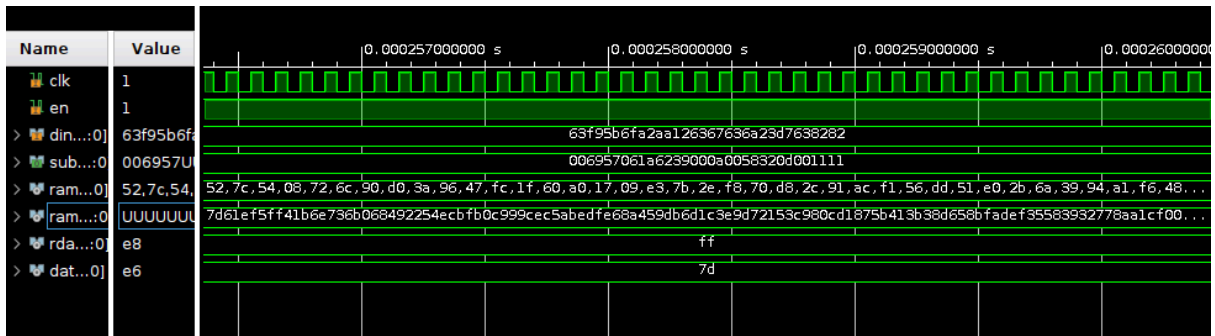 Name Value 0.000257000000 s 0.000258000000 s 0.000259000000 s 0.00026000000
clk 1
en 1
din...:0] 63f95b6fa 63f95b6fa2aa126367636a23d7638282
sub...:0 006957U 006957061a6239000a0058320d001111
ram...0] 52,7c,54, 52,7c,54,08,72,6c,90,d0,3a,96,47,fc,1f,60,a0,17,09,e3,7b,2e,f8,70,d8,2c,91,ac,f1,56,dd,51,e0,2b,6a,39,94,a1,f6,48...
ram...:0 UUUUUUU 7d61ef5ff41b6e736b068492254ecbfb0c999cec5abedfe68a459db6d1c3e9d72153c980cd1875b413b38d658bfadef35583932778aa1cf00...
rda...:0] e8 ff
dat...0] e6 7d